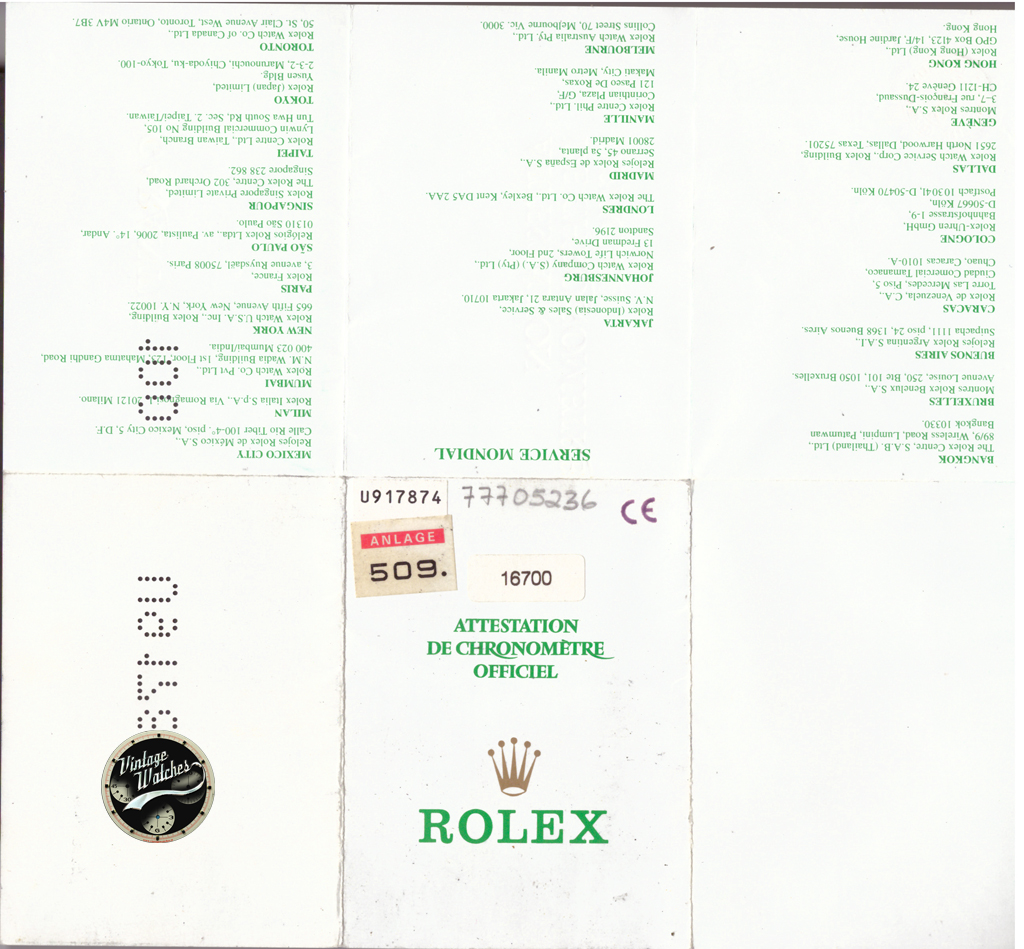 SERVICE MONDIAL
BANGKOK
The Rolex Centre, S.A.B. (Thailand) Ltd.,
89/9, Wireless Road, Lumpini, Patumwan
Bangkok 10330.
BRUXELLES
Montres Rolex Benelux S.A.,
Avenue Louise, 250, Bte 101, 1050 Bruxelles.
BUENOS AIRES
Relojes Rolex Argentina S.A.I.,
Suipacha 1111, piso 24, 1368 Buenos Aires.
CARACAS
Rolex de Venezuela, C.A.,
Torre Las Mercedes, Piso 5,
Ciudad Comercial Tamanaco,
Chuao, Caracas 1010-A.
COLOGNE
Rolex-Uhren GmbH,
Bahnhofstrasse 1-9,
D-50667 Köln,
Postfach 103041, D-50470 Köln.
DALLAS
Rolex Watch Service Corp., Rolex Building,
2651 North Harwood, Dallas, Texas 75201.
GENÈVE
Montres Rolex S.A.,
3-7, rue François-Dussaud,
CH-1211 Genève 24.
HONG KONG
Rolex (Hong Kong) Ltd.,
GPO Box 4123, 14/F, Jardine House,
Hong Kong.
JAKARTA
Rolex (Indonesia) Sales & Service,
N.V. Suisse, Jalan Antara 21, Jakarta 10710.
JOHANNESBURG
Rolex Watch Company (S.A.) (Pty) Ltd.,
Norwich Life Towers, 2nd Floor,
13 Fredman Drive,
Sandton 2196.
LONDRES
The Rolex Watch Co. Ltd., Bexley, Kent DA5 2AA.
MADRID
Relojes Rolex de España S.A.,
Serrano 45, 5a planta,
28001 Madrid.
MANILLE
Rolex Centre Phil. Ltd.,
Corinthian Plaza, G/F,
121 Paseo De Roxas,
Makati City, Metro Manila.
MELBOURNE
Rolex Watch Australia Pty. Ltd.,
Collins Street 70, Melbourne Vic. 3000.
MEXICO CITY
Relojes Rolex de México S.A.,
Calle Rio Tiber 100-4°. piso, Mexico City 5, D.F.
MILAN
Rolex Italia S.p.A., Via Romagnosi 1, 20121 Milano.
MUMBAI
Rolex Watch Co. Pvt Ltd.,
N.M. Wadia Building, 1st Floor, 123, Mahatma Gandhi Road,
400 023 Mumbai/India.
NEW YORK
Rolex Watch U.S.A. Inc., Rolex Building,
665 Fifth Avenue, New York, N.Y. 10022.
PARIS
Rolex France,
3, avenue Ruysdaël, 75008 Paris.
SÃO PAULO
Relógios Rolex Ltda., av. Paulista, 2006, 14°. Andar,
01310 São Paulo.
SINGAPOUR
Rolex Singapore Private Limited,
The Rolex Centre, 302 Orchard Road,
Singapore 238 862.
TAIPEI
Rolex Centre Ltd., Taiwan Branch,
Lynwin Commercial Building No 105,
Tun Hwa South Rd, Sec. 2. Taipei/Taiwan.
TOKYO
Rolex (Japan) Limited,
Yusen Bldg.
2-3-2, Marunouchi, Chiyoda-ku, Tokyo-100.
TORONTO
Rolex Watch Co. of Canada Ltd.,
50, St. Clair Avenue West, Toronto, Ontario M4V 3B7.
Vintage
Watches
U917874 77705236 CE
ANLAGE
509.
16700
ATTESTATION
DE CHRONOMÈTRE
OFFICIEL
ROLEX